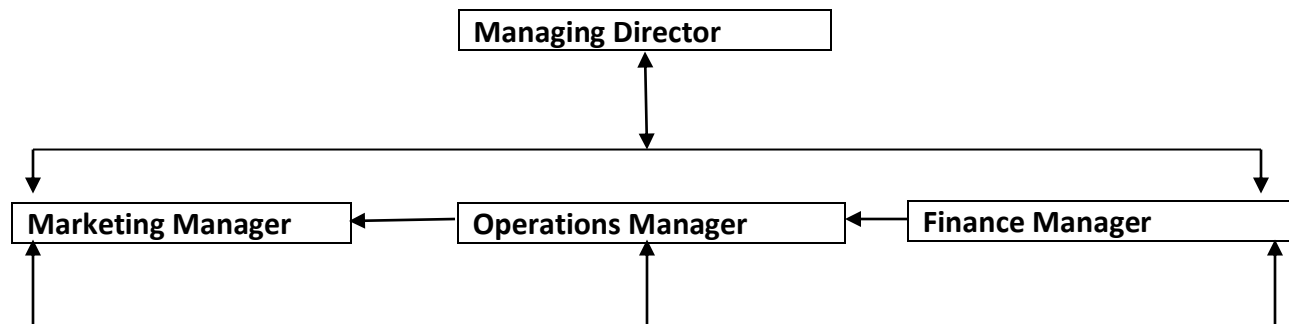 Managing Director
Marketing Manager
Operations Manager
Finance Manager